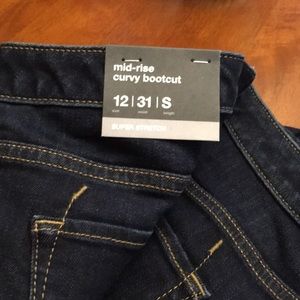 mid-rise
curvy bootcut
12 | 31 | S
size waist length
SUPER STRETCH